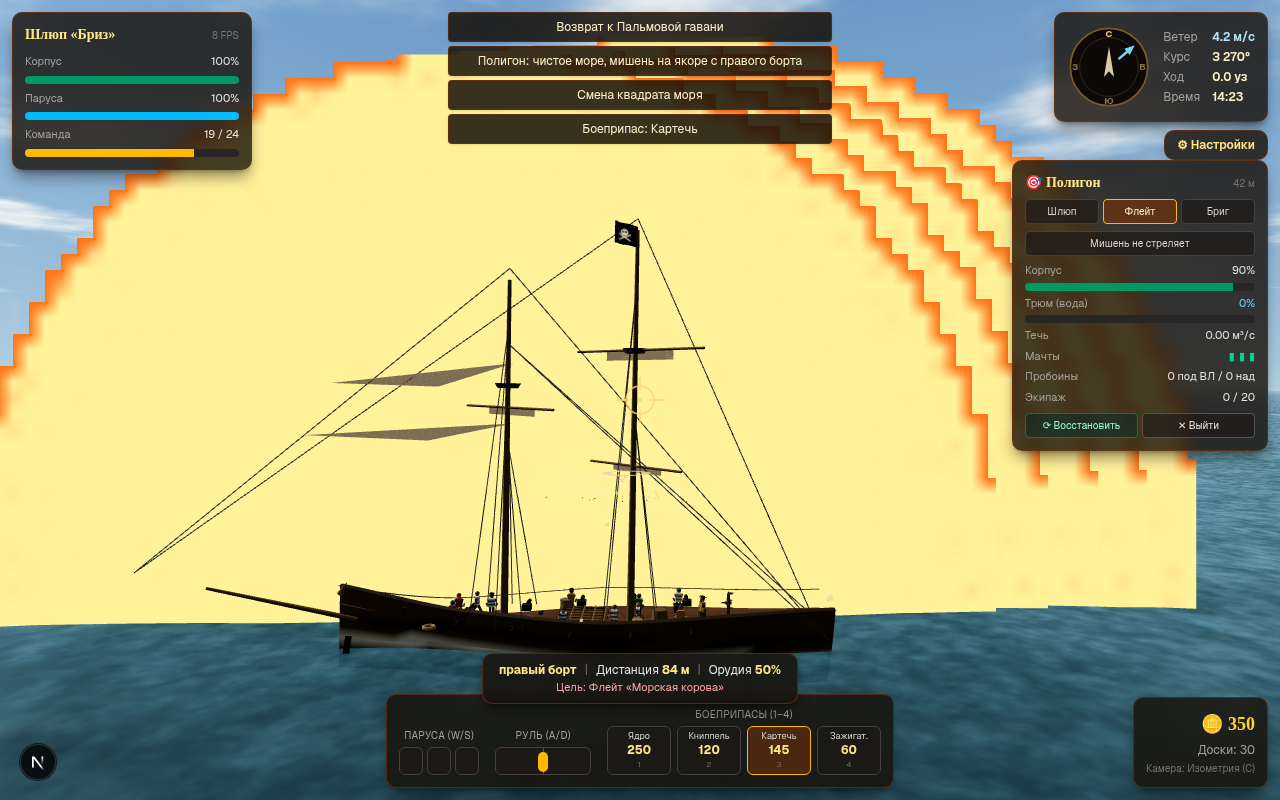 Шлюп «Бриз» 8 FPS
Корпус 100%
Паруса 100%
Команда 19 / 24
Возврат к Пальмовой гавани
Полигон: чистое море, мишень на якоре с правого борта
Смена квадрата моря
Боеприпас: Картечь
С
З В
Ю
Ветер 4.2 м/с
Курс З 270°
Ход 0.0 уз
Время 14:23
⚙ Настройки
🎯 Полигон 42 м
Шлюп Флейт Бриг
Мишень не стреляет
Корпус 90%
Трюм (вода) 0%
Течь 0.00 м³/с
Мачты ▮ ▮ ▮
Пробоины 0 под ВЛ / 0 над
Экипаж 0 / 20
⟳ Восстановить ✕ Выйти
правый борт | Дистанция 84 м | Орудия 50%
Цель: Флейт «Морская корова»
ПАРУСА (W/S) РУЛЬ (A/D) БОЕПРИПАСЫ (1–4)
Ядро Книппель Картечь Зажигат.
250 120 145 60
1 2 3 4
N
🪙 350
Доски: 30
Камера: Изометрия (C)